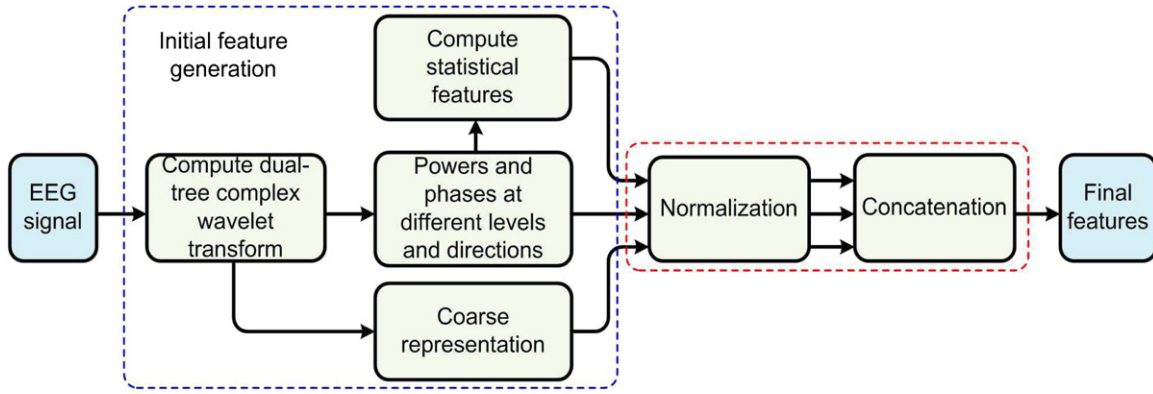 Initial feature
generation
Compute
statistical
features
EEG
signal
Compute dual-
tree complex
wavelet
transform
Powers and
phases at
different levels
and directions
Coarse
representation
Normalization
Concatenation
Final
features